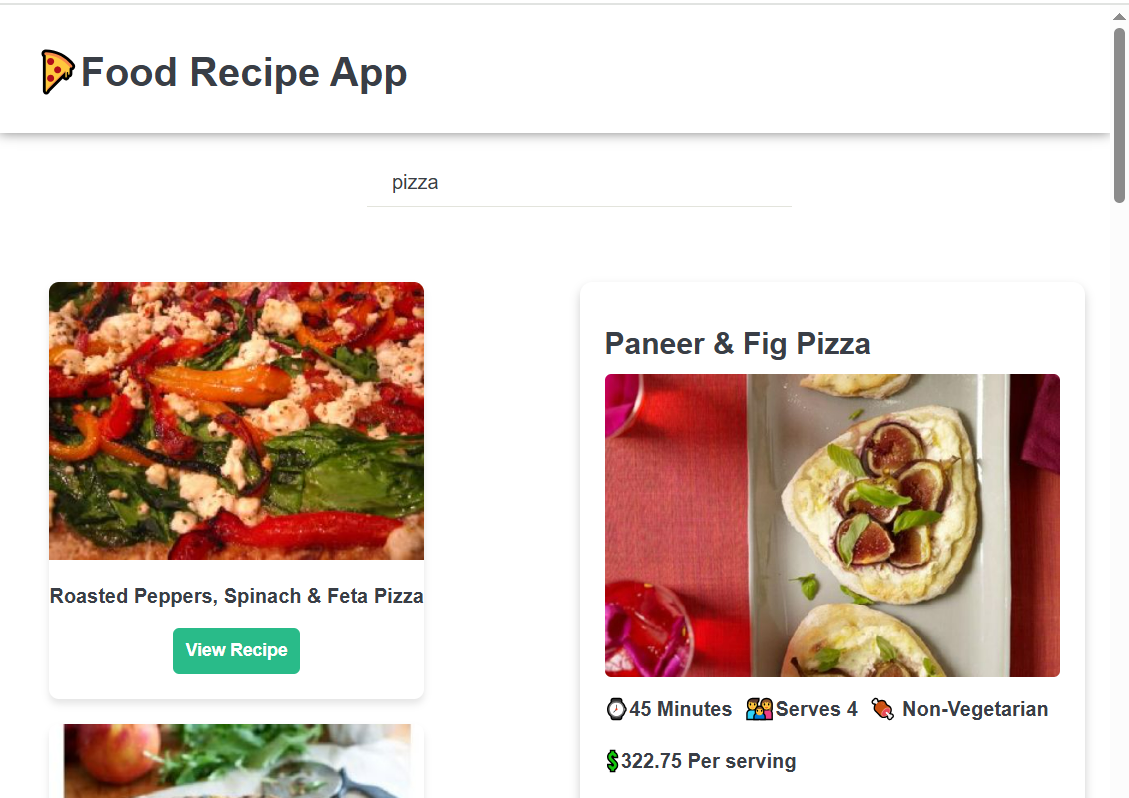 🍕Food Recipe App
pizza
Roasted Peppers, Spinach & Feta Pizza
View Recipe
Paneer & Fig Pizza
⌚45 Minutes 👨‍👩‍👧‍👦Serves 4 🍖 Non-Vegetarian
💲322.75 Per serving